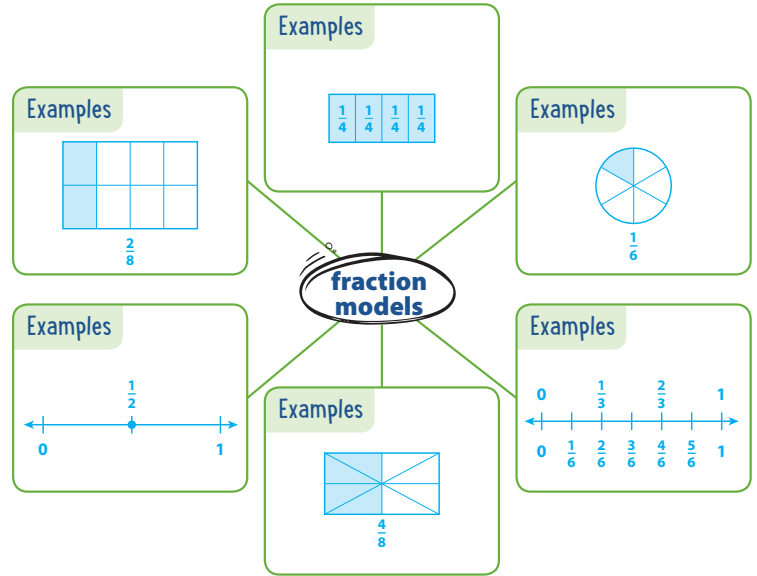 Examples
1/4 1/4 1/4 1/4
Examples
2/8
Examples
1/6
fraction
models
Examples
1/2
0 1
Examples
4/8
Examples
0 1/3 2/3 1
0 1/6 2/6 3/6 4/6 5/6 1